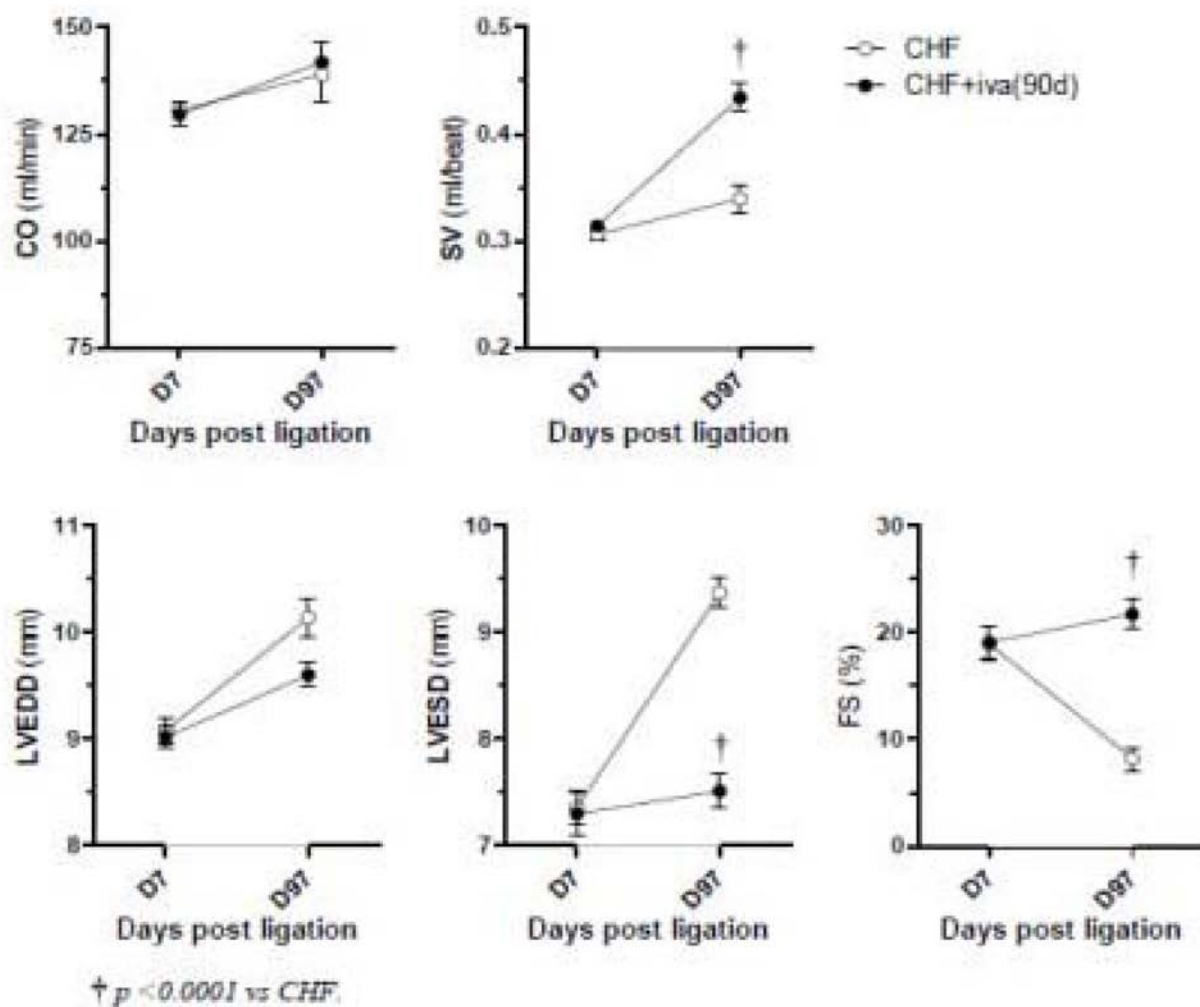 150
125
100
75
CO (ml/min)
D7
D97
Days post ligation
0.5
0.4
0.3
0.2
SV (ml/beat)
†
D7
D97
Days post ligation
CHF
CHF+iva(90d)
11
10
9
8
LVEDD (mm)
D7
D97
Days post ligation
10
9
8
7
LVESD (mm)
†
D7
D97
Days post ligation
30
20
10
0
FS (%)
†
D7
D97
Days post ligation
† p <0.0001 vs CHF.